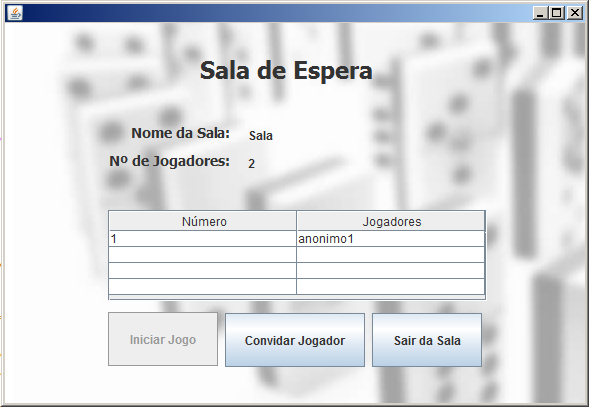 Sala de Espera
Nome da Sala: Sala
Nº de Jogadores: 2
Número Jogadores
1 anonimo1
Iniciar Jogo Convidar Jogador Sair da Sala